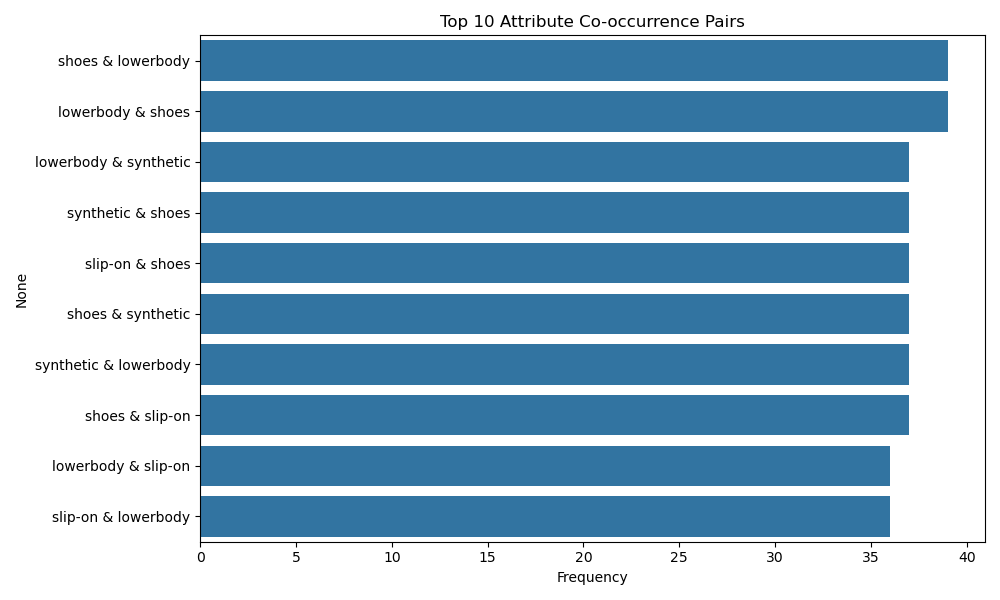 Top 10 Attribute Co-occurrence Pairs
shoes & lowerbody
lowerbody & shoes
lowerbody & synthetic
synthetic & shoes
slip-on & shoes
shoes & synthetic
synthetic & lowerbody
shoes & slip-on
lowerbody & slip-on
slip-on & lowerbody
None
0 5 10 15 20 25 30 35 40
Frequency